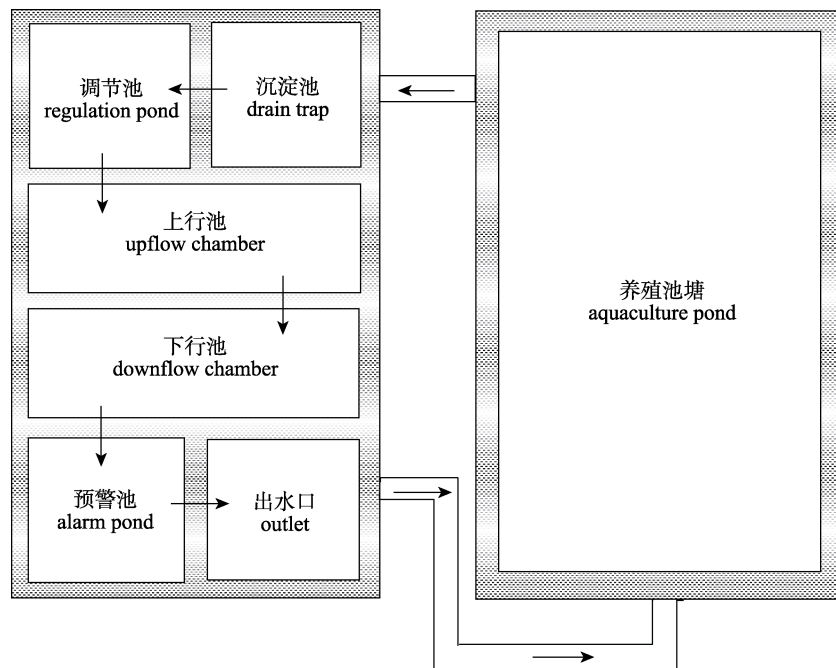 调节池
regulation pond
沉淀池
drain trap
上行池
upflow chamber
养殖池塘
aquaculture pond
下行池
downflow chamber
预警池
alarm pond
出水口
outlet